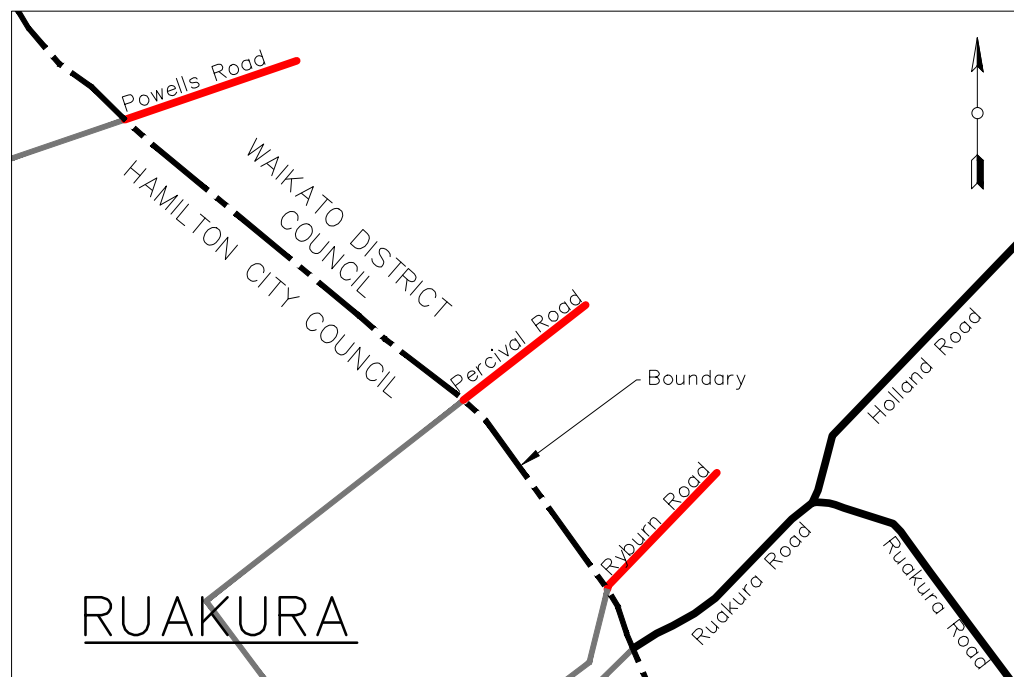 Powells Road
WAIKATO DISTRICT
COUNCIL
HAMILTON CITY COUNCIL
Percival Road
Boundary
Holland Road
Ryburn Road
Ruakura Road
Ruakura Road
RUAKURA